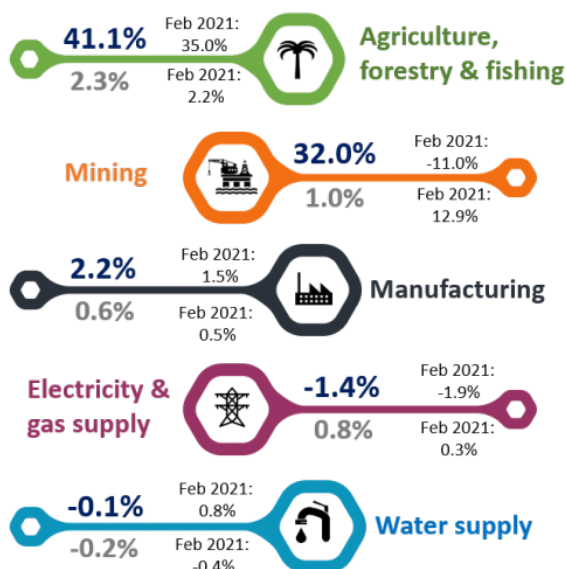 41.1%
Feb 2021:
35.0%
2.3%
Feb 2021:
2.2%
Agriculture,
forestry & fishing
Mining
32.0%
Feb 2021:
-11.0%
1.0%
Feb 2021:
12.9%
2.2%
Feb 2021:
1.5%
0.6%
Feb 2021:
0.5%
Manufacturing
Electricity &
gas supply
-1.4%
Feb 2021:
-1.9%
0.8%
Feb 2021:
0.3%
-0.1%
Feb 2021:
0.8%
-0.2%
Feb 2021:
-0.4%
Water supply